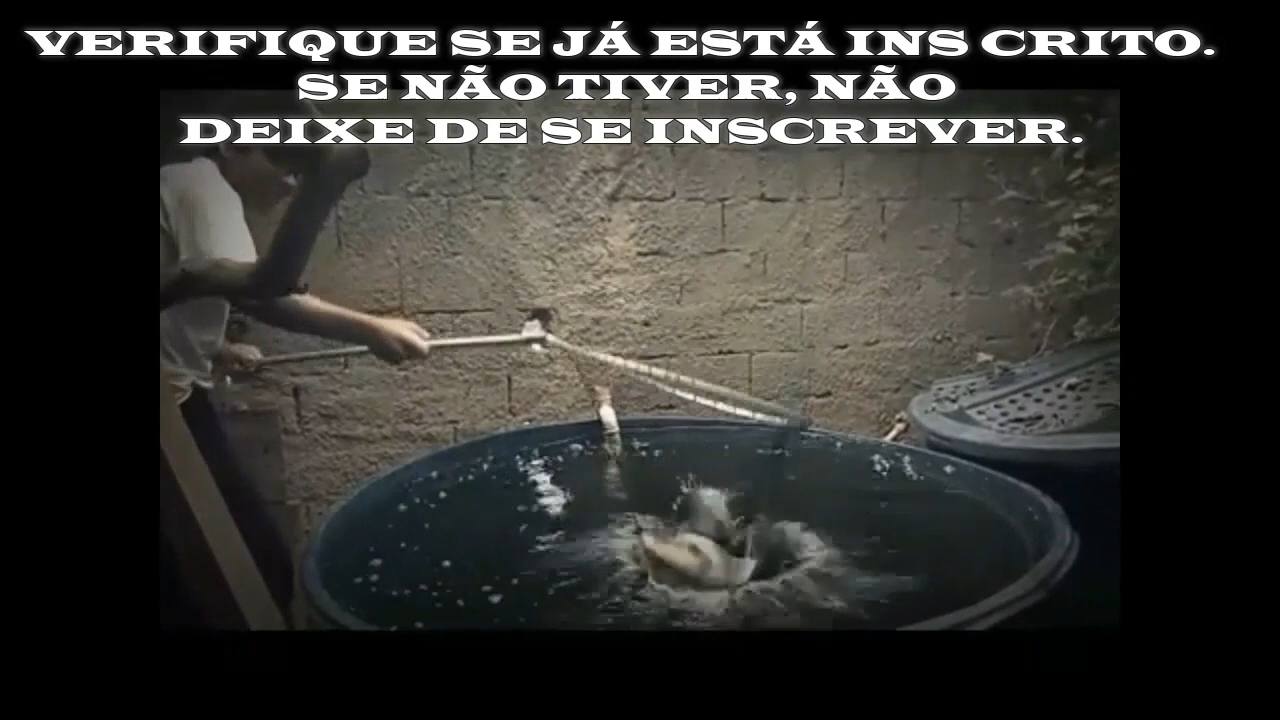 VERIFIQUE SE JÁ ESTÁ INS CRITO.
SE NÃO TIVER, NÃO
DEIXE DE SE INSCREVER.